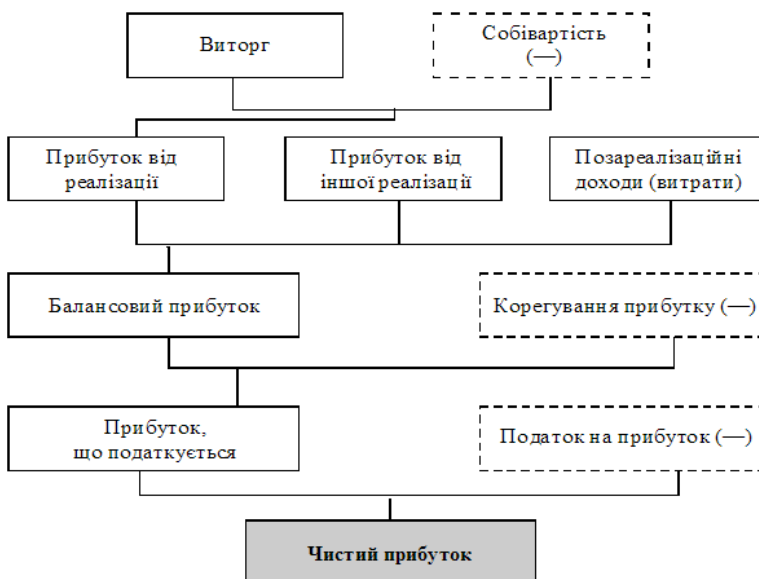 Виторг
Собівартість
(—)
Прибуток від
реалізації
Прибуток від
іншої реалізації
Позареалізаційні
доходи (витрати)
Балансовий прибуток
Корегування прибутку (—)
Прибуток,
що податкується
Податок на прибуток (—)
Чистий прибуток